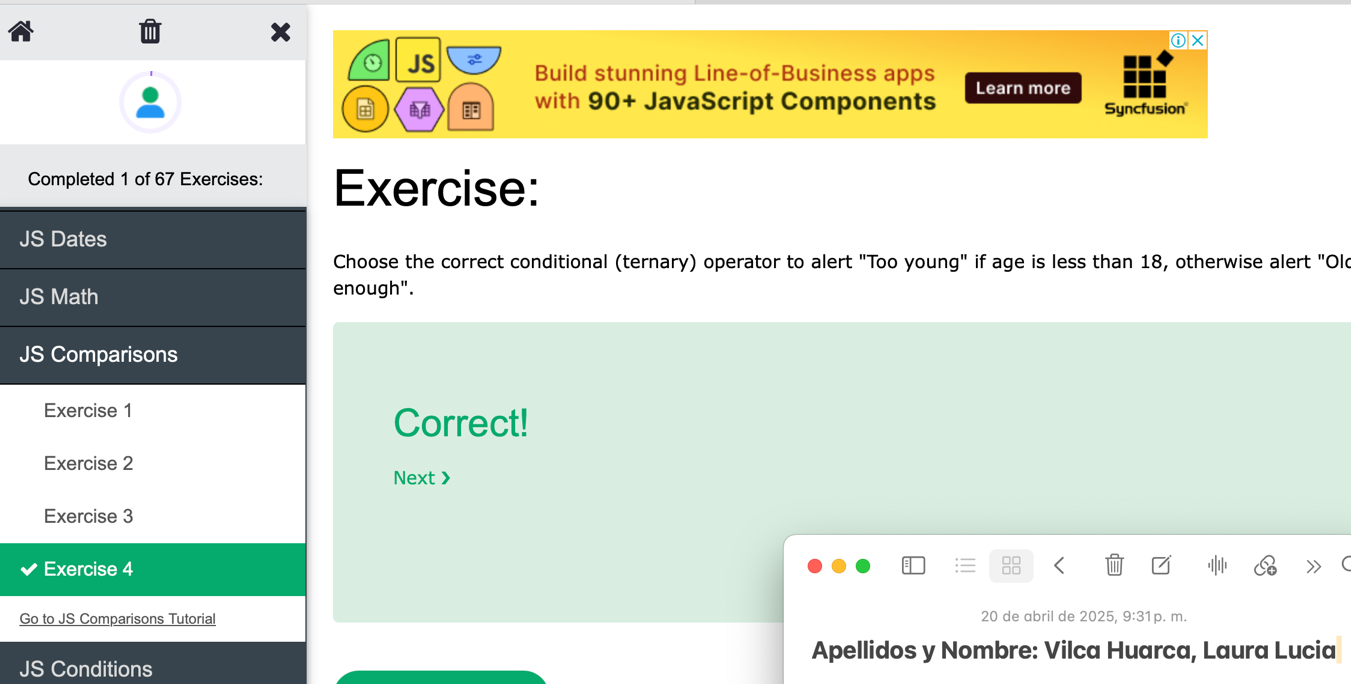 Completed 1 of 67 Exercises:
JS Dates
JS Math
JS Comparisons
Exercise 1
Exercise 2
Exercise 3
Exercise 4
Go to JS Comparisons Tutorial
JS Conditions
JS
Build stunning Line-of-Business apps
with 90+ JavaScript Components
Learn more
Syncfusion
Exercise:
Choose the correct conditional (ternary) operator to alert "Too young" if age is less than 18, otherwise alert "Old
enough".
Correct!
Next ❯
20 de abril de 2025, 9:31 p. m.
Apellidos y Nombre: Vilca Huarca, Laura Lucia